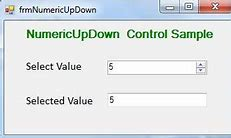 frmNumericUpDown
NumericUpDown Control Sample
Select Value 5
Selected Value 5